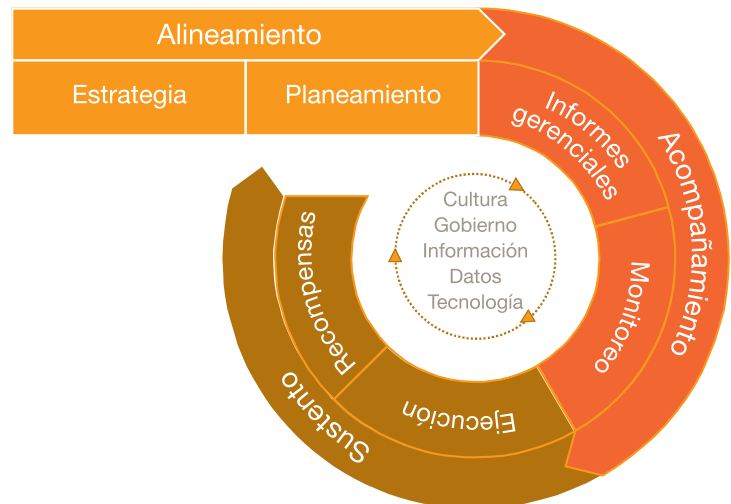 Alineamiento
Estrategia
Planeamiento
Informes
gerenciales
Acompañamiento
Monitoreo
Cultura
Gobierno
Información
Datos
Tecnología
Ejecución
Recompensas
Sustento